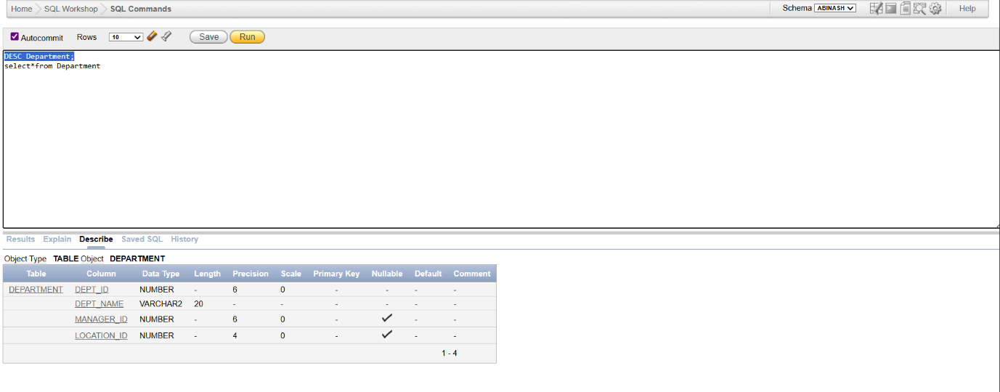 Home SQL Workshop SQL Commands Schema ABINASH Help
Autocommit Rows 10 Save Run
DESC Department;
select*from Department
Results Explain Describe Saved SQL History
Object Type TABLE Object DEPARTMENT
Table Column Data Type Length Precision Scale Primary Key Nullable Default Comment
DEPARTMENT DEPT_ID NUMBER - 6 0 - - - -
DEPT_NAME VARCHAR2 20 - - - - - -
MANAGER_ID NUMBER - 6 0 - ✓ - -
LOCATION_ID NUMBER - 4 0 - ✓ - -
1 - 4